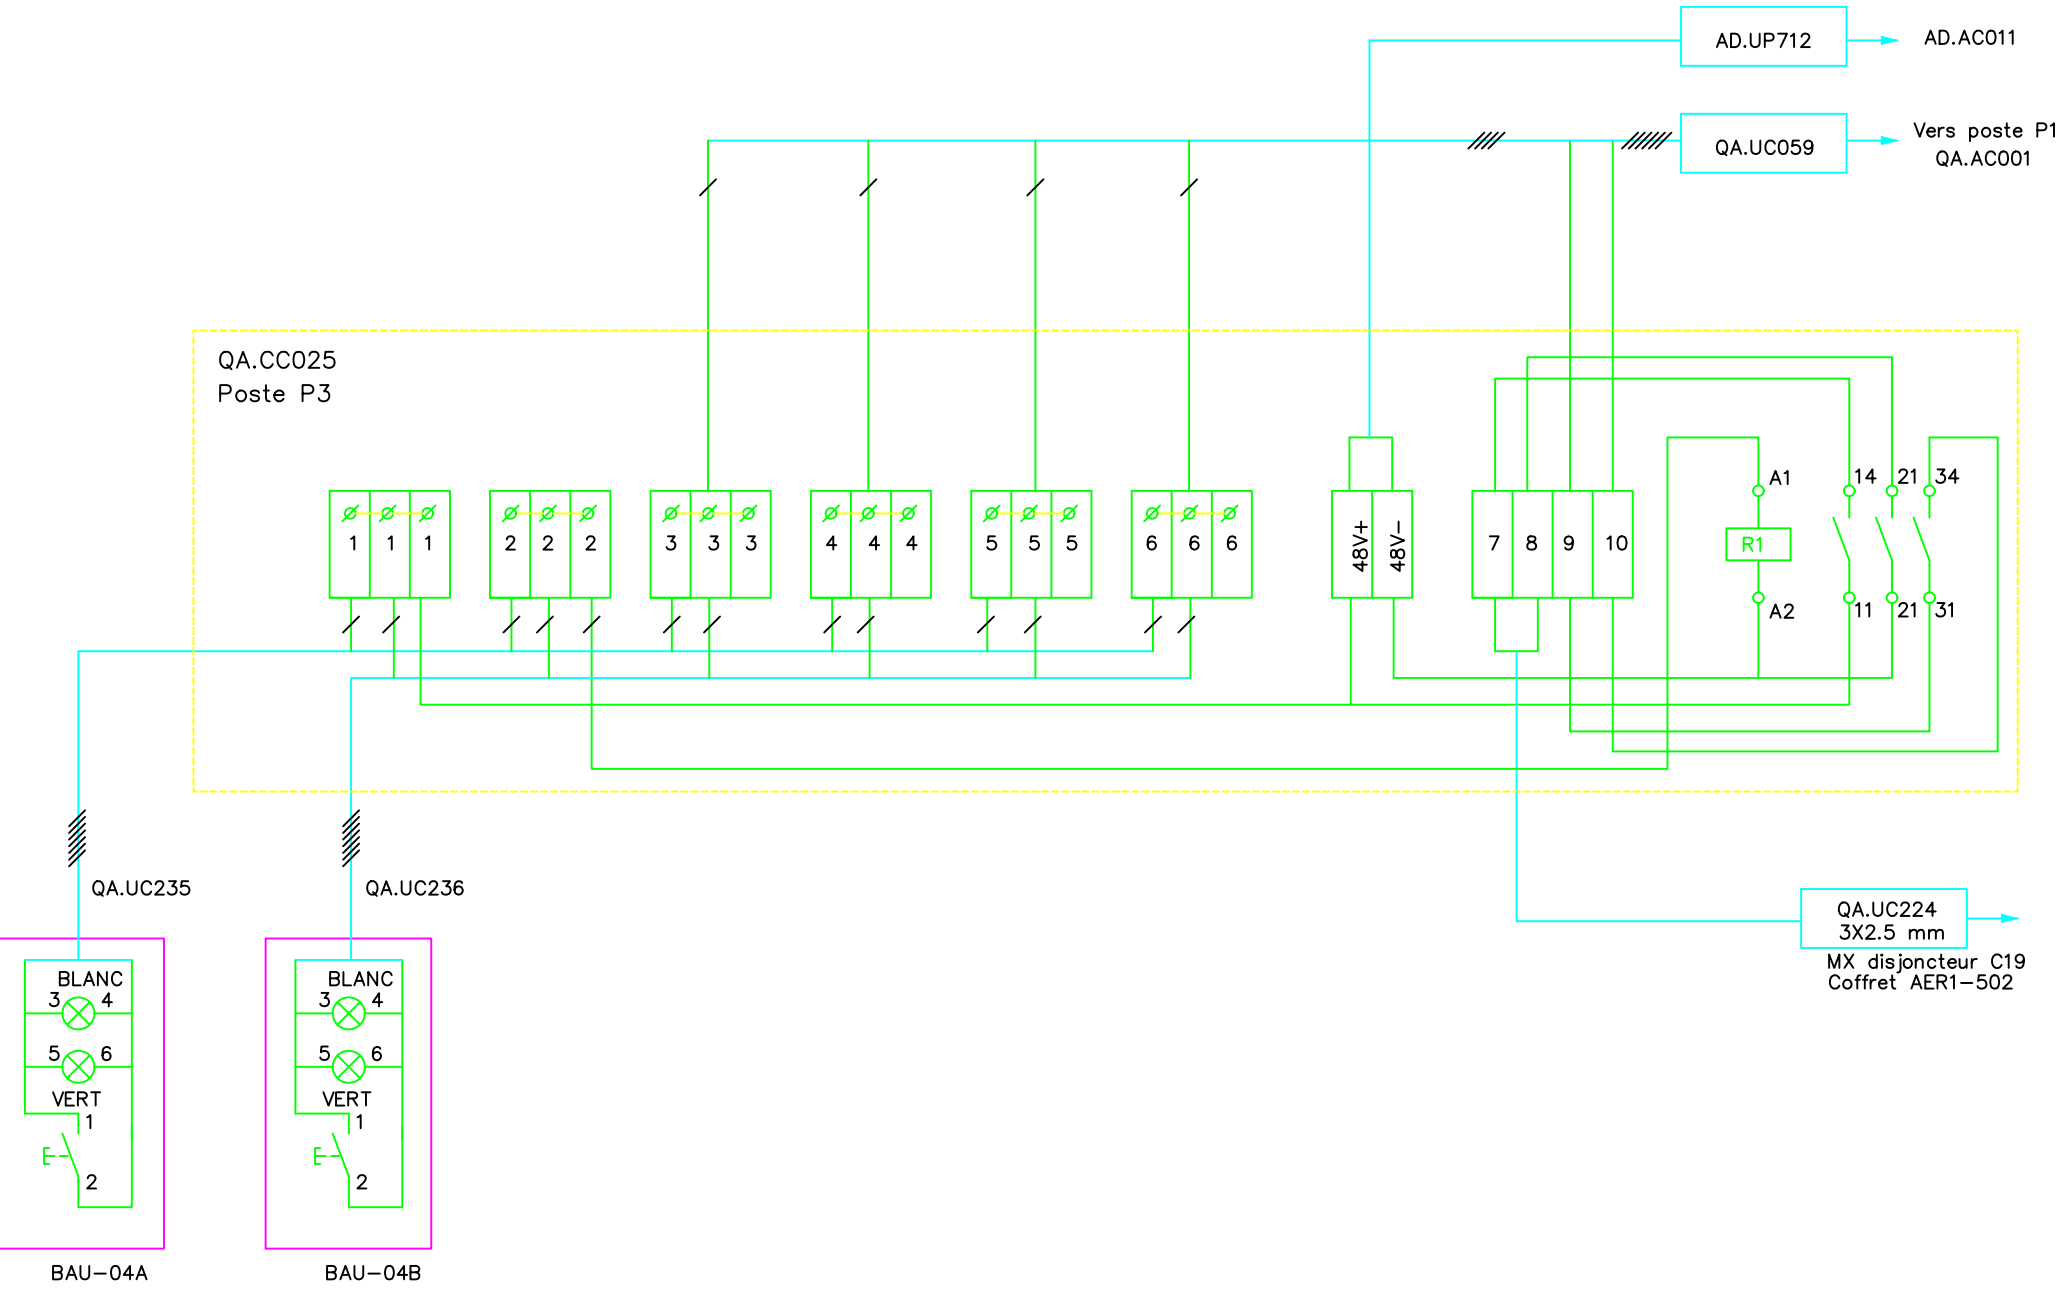 AD.UP712
AD.AC011
QA.UC059
Vers poste P1
QA.AC001
QA.CC025
Poste P3
1 1 1
2 2 2
3 3 3
4 4 4
5 5 5
6 6 6
48V+
48V-
7 8 9 10
A1
R1
A2
14 21 34
11 21 31
QA.UC235
QA.UC236
QA.UC224
3X2.5 mm
MX disjoncteur C19
Coffret AER1-502
BLANC
3 4
5 6
VERT
1
E
2
BAU-04A
BLANC
3 4
5 6
VERT
1
E
2
BAU-04B